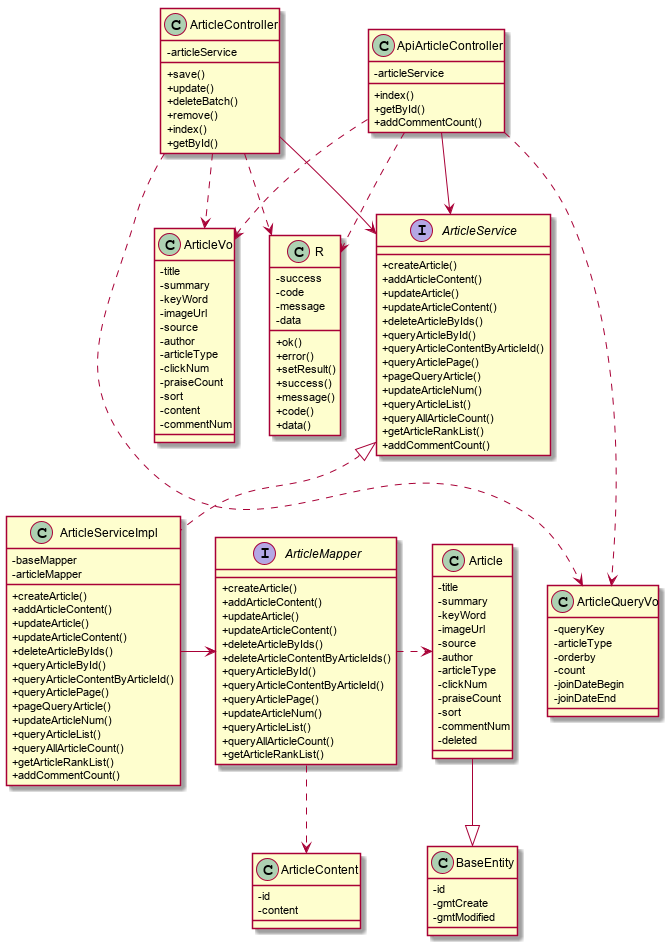 C ArticleController
-articleService
+save()
+update()
+deleteBatch()
+remove()
+index()
+getById()
C ApiArticleController
-articleService
+index()
+getById()
+addCommentCount()
C ArticleVo
-title
-summary
-keyWord
-imageUrl
-source
-author
-articleType
-clickNum
-praiseCount
-sort
-content
-commentNum
C R
-success
-code
-message
-data
+ok()
+error()
+setResult()
+success()
+message()
+code()
+data()
I ArticleService
+createArticle()
+addArticleContent()
+updateArticle()
+updateArticleContent()
+deleteArticleByIds()
+queryArticleById()
+queryArticleContentByArticleId()
+queryArticlePage()
+pageQueryArticle()
+updateArticleNum()
+queryArticleList()
+queryAllArticleCount()
+getArticleRankList()
+addCommentCount()
C ArticleServiceImpl
-baseMapper
-articleMapper
+createArticle()
+addArticleContent()
+updateArticle()
+updateArticleContent()
+deleteArticleByIds()
+queryArticleById()
+queryArticleContentByArticleId()
+queryArticlePage()
+pageQueryArticle()
+updateArticleNum()
+queryArticleList()
+queryAllArticleCount()
+getArticleRankList()
+addCommentCount()
I ArticleMapper
+createArticle()
+addArticleContent()
+updateArticle()
+updateArticleContent()
+deleteArticleByIds()
+deleteArticleContentByArticleIds()
+queryArticleById()
+queryArticleContentByArticleId()
+queryArticlePage()
+updateArticleNum()
+queryArticleList()
+queryAllArticleCount()
+getArticleRankList()
C Article
-title
-summary
-keyWord
-imageUrl
-source
-author
-articleType
-clickNum
-praiseCount
-sort
-commentNum
-deleted
C ArticleQueryVo
-queryKey
-articleType
-orderby
-count
-joinDateBegin
-joinDateEnd
C ArticleContent
-id
-content
C BaseEntity
-id
-gmtCreate
-gmtModified